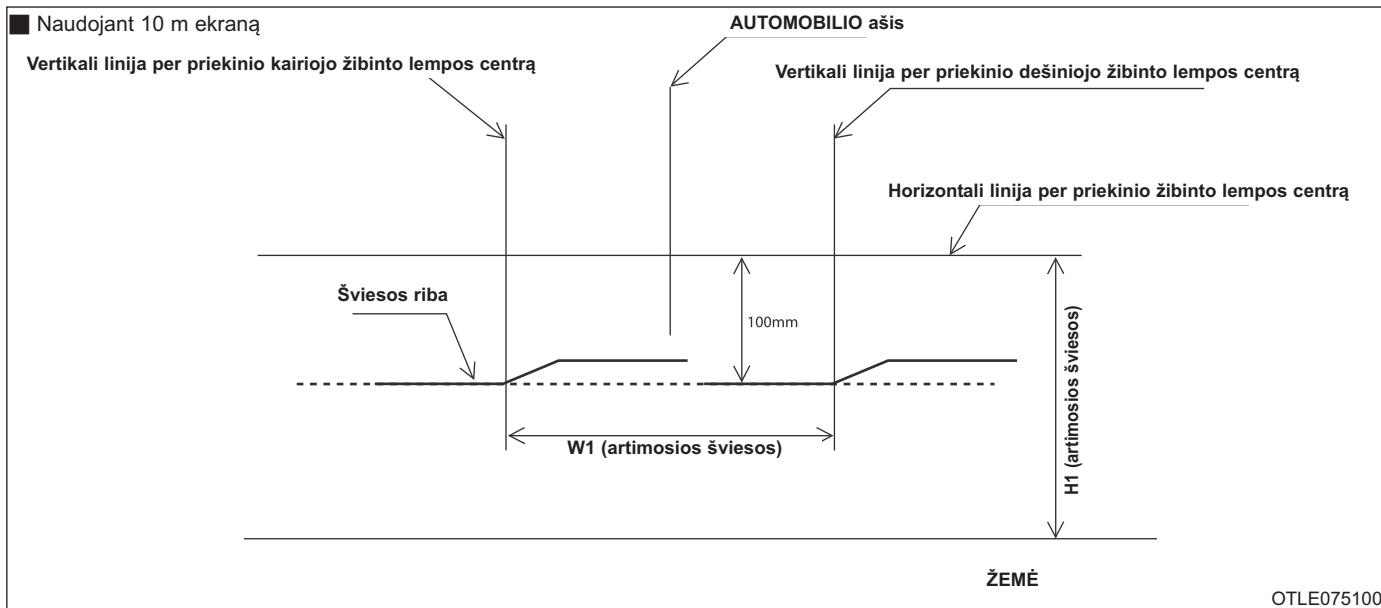 Naudojant 10 m ekraną
AUTOMOBILIO ašis
Vertikali linija per priekinio kairiojo žibinto lempos centrą
Vertikali linija per priekinio dešiniojo žibinto lempos centrą
Horizontali linija per priekinio žibinto lempos centrą
Šviesos riba
100mm
W1 (artimosios šviesos)
H1 (artimosios šviesos)
ŽEMĖ
OTLE075100